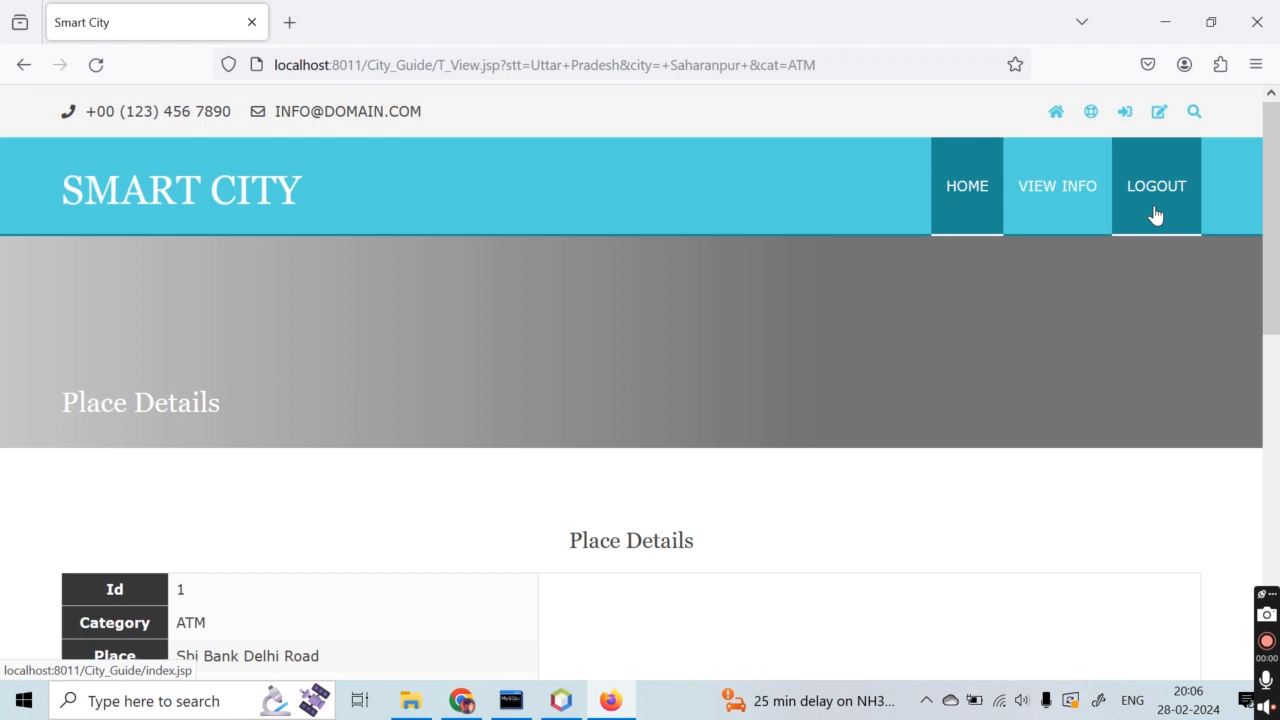 Smart City
localhost:8011/City_Guide/T_View.jsp?stt=Uttar+Pradesh&city=+Saharanpur+&cat=ATM
+00 (123) 456 7890 INFO@DOMAIN.COM
SMART CITY
HOME VIEW INFO LOGOUT
Place Details
Place Details
Id 1
Category ATM
Place Sbi Bank Delhi Road
localhost:8011/City_Guide/index.jsp
00:00
Type here to search
MySQL
25 min delay on NH3...
ENG
20:06
28-02-2024